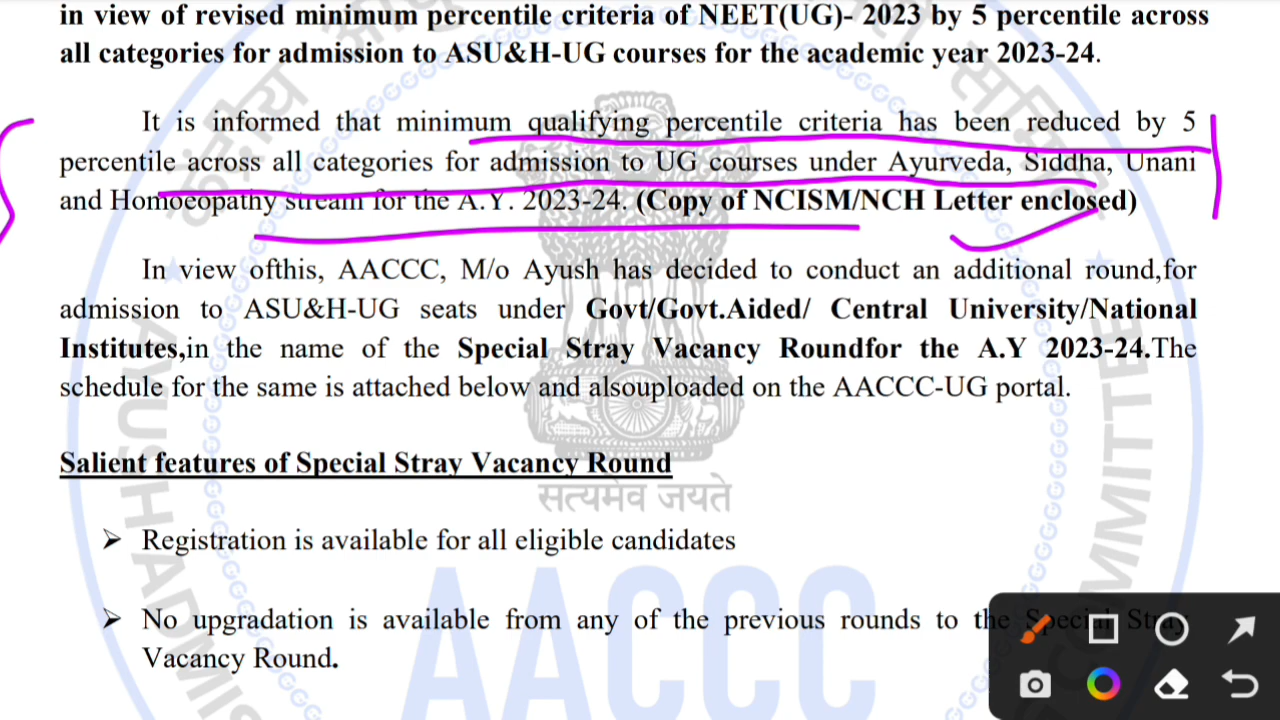 in view of revised minimum percentile criteria of NEET(UG)- 2023 by 5 percentile across
all categories for admission to ASU&H-UG courses for the academic year 2023-24.
It is informed that minimum qualifying percentile criteria has been reduced by 5
percentile across all categories for admission to UG courses under Ayurveda, Siddha, Unani
and Homoeopathy stream for the A.Y. 2023-24. (Copy of NCISM/NCH Letter enclosed)
In view ofthis, AACCC, M/o Ayush has decided to conduct an additional round,for
admission to ASU&H-UG seats under Govt/Govt.Aided/ Central University/National
Institutes,in the name of the Special Stray Vacancy Roundfor the A.Y 2023-24.The
schedule for the same is attached below and alsouploaded on the AACCC-UG portal.
Salient features of Special Stray Vacancy Round
सत्यमेव जयते
➢ Registration is available for all eligible candidates
➢ No upgradation is available from any of the previous rounds to the Special Stray
Vacancy Round.
AACCC
COMMITTEE